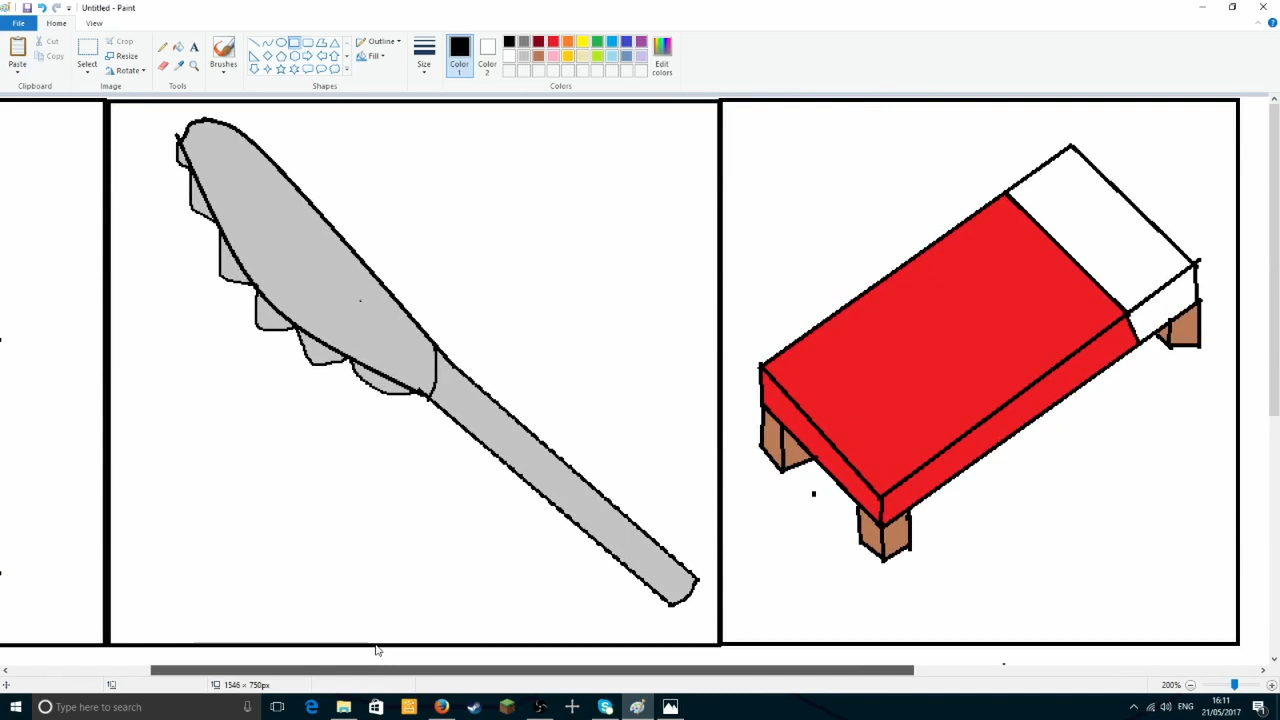 Untitled - Paint
File Home View
Paste
Cut
Copy
Clipboard
Select
Crop
Resize
Rotate
Image
A
Tools
Brushes
Outline
Fill
Shapes
Size
Color 1
Color 2
Edit colors
Colors
1546 × 750px
200%
Type here to search
ENG
16:11
21/05/2017